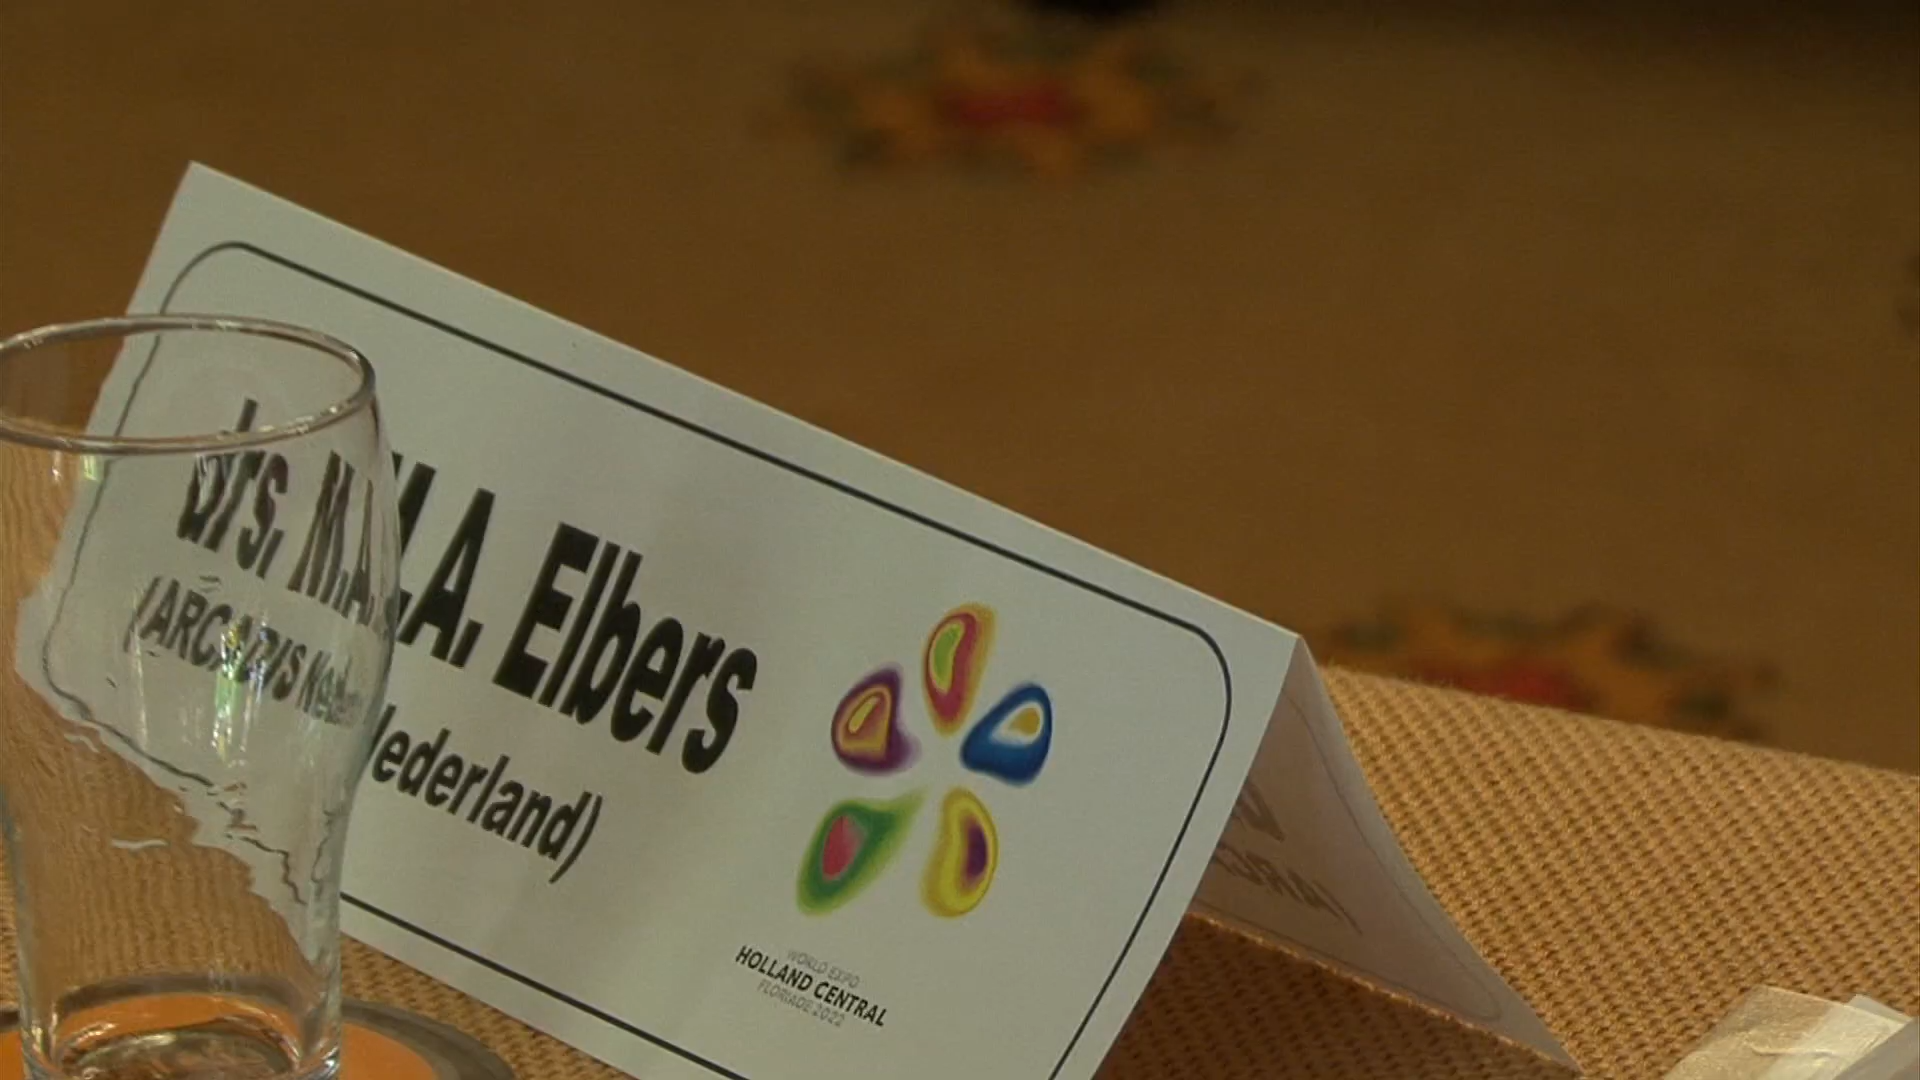 drs. M.A. Elbers
(ARCADIS Nederland)
WORLD EXPO
HOLLAND CENTRAL
FLORIADE 2022